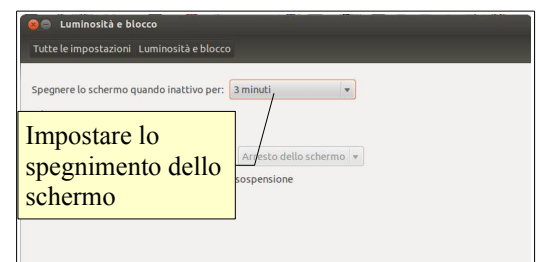 Luminosità e blocco
Tutte le impostazioni Luminosità e blocco
Spegnere lo schermo quando inattivo per: 3 minuti
Impostare lo
spegnimento dello
schermo
Arresto dello schermo
sospensione